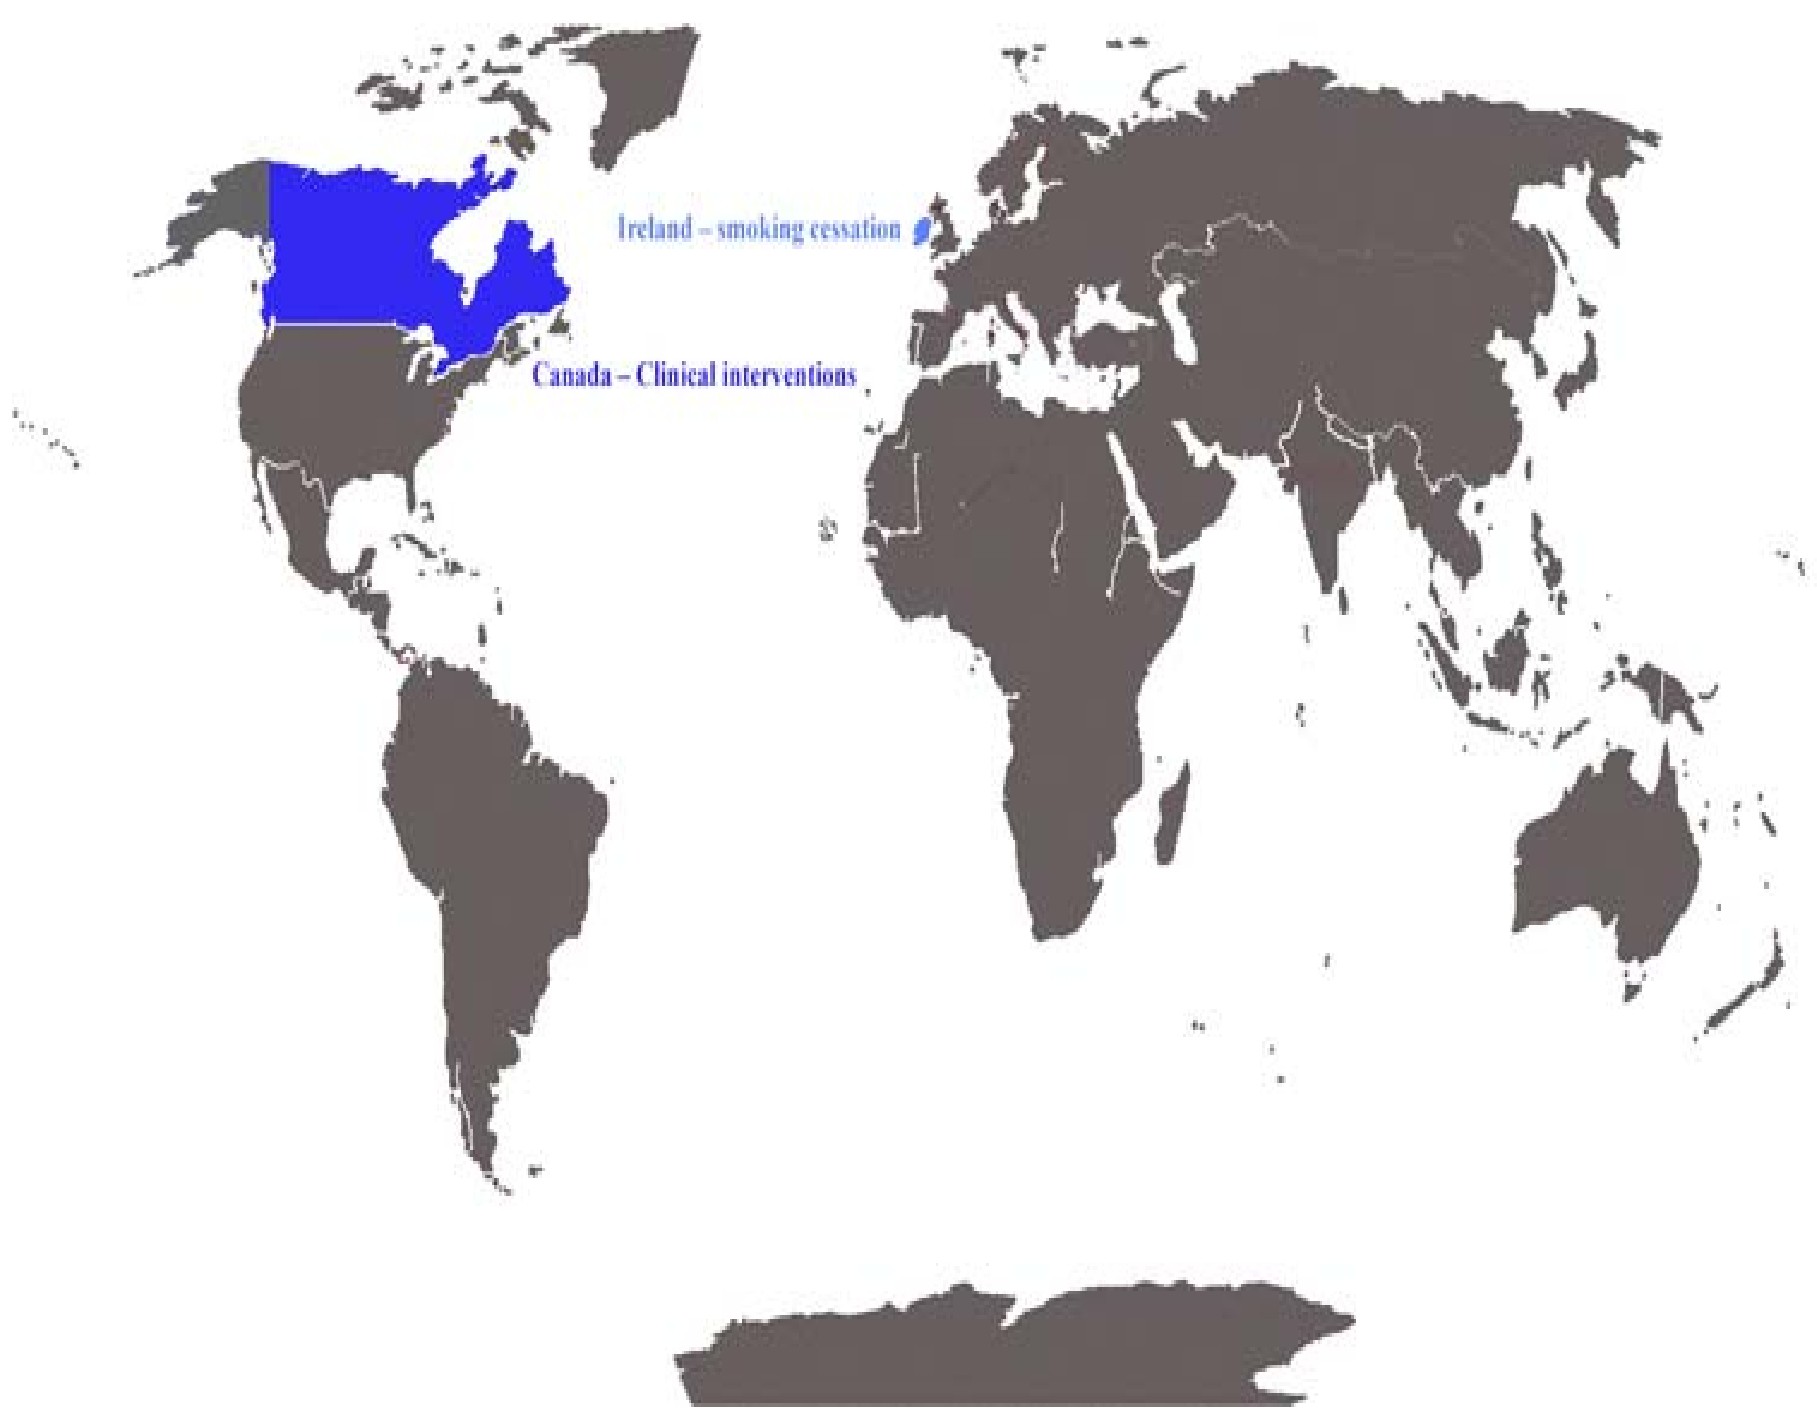 Ireland – smoking cessation
Canada – Clinical interventions